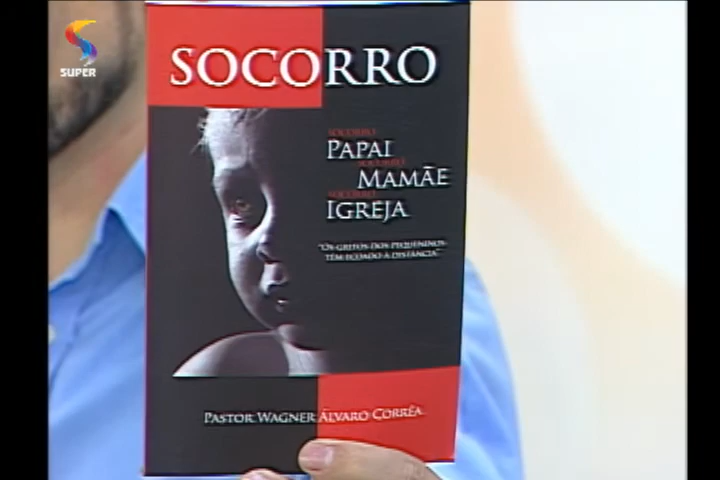 SUPER
SOCORRO
SOCORRO
PAPAI
SOCORRO
MAMÃE
SOCORRO
IGREJA
"OS GRITOS DOS PEQUENINOS
TÊM ECOADO À DISTÂNCIA"
PASTOR WAGNER ÁLVARO CORRÊA